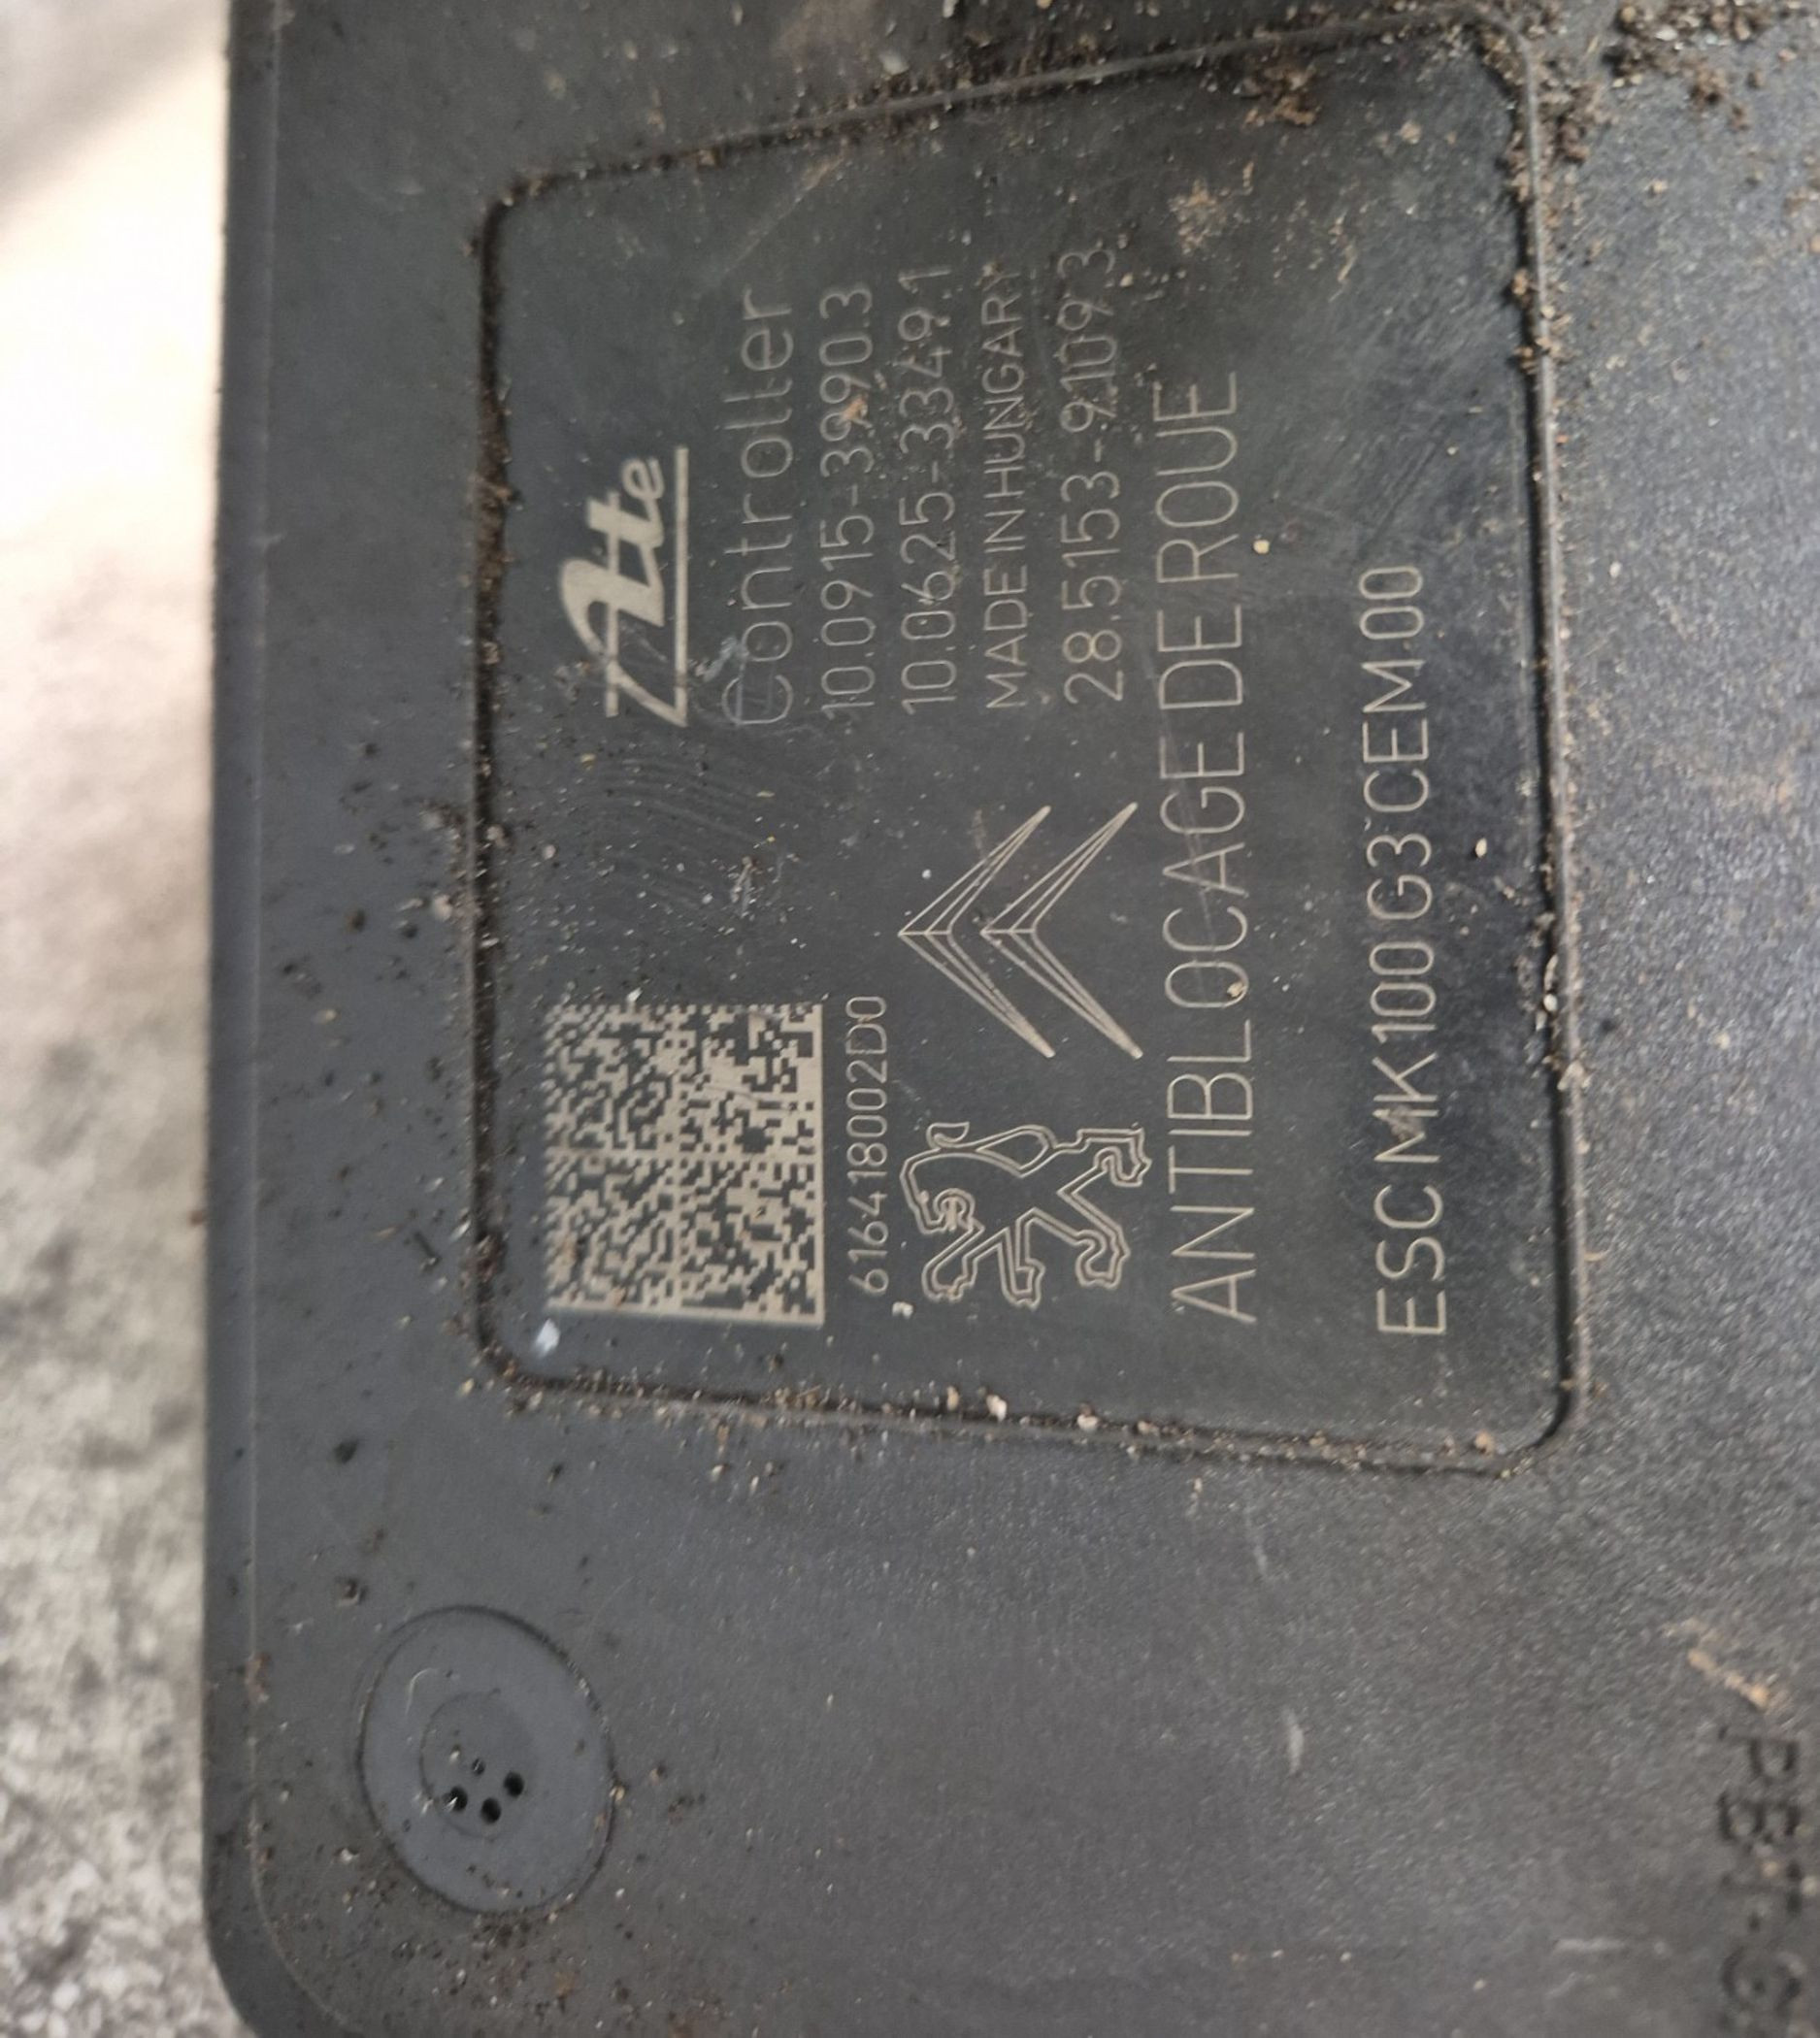 Ate
Controller
10.0915-3990.3
10.0625-3349.1
MADE IN HUNGARY
28.5153-9109.3
616418002D0
ANTIBLOCAGE DE ROUE
ESC MK100 G3 CEM 00